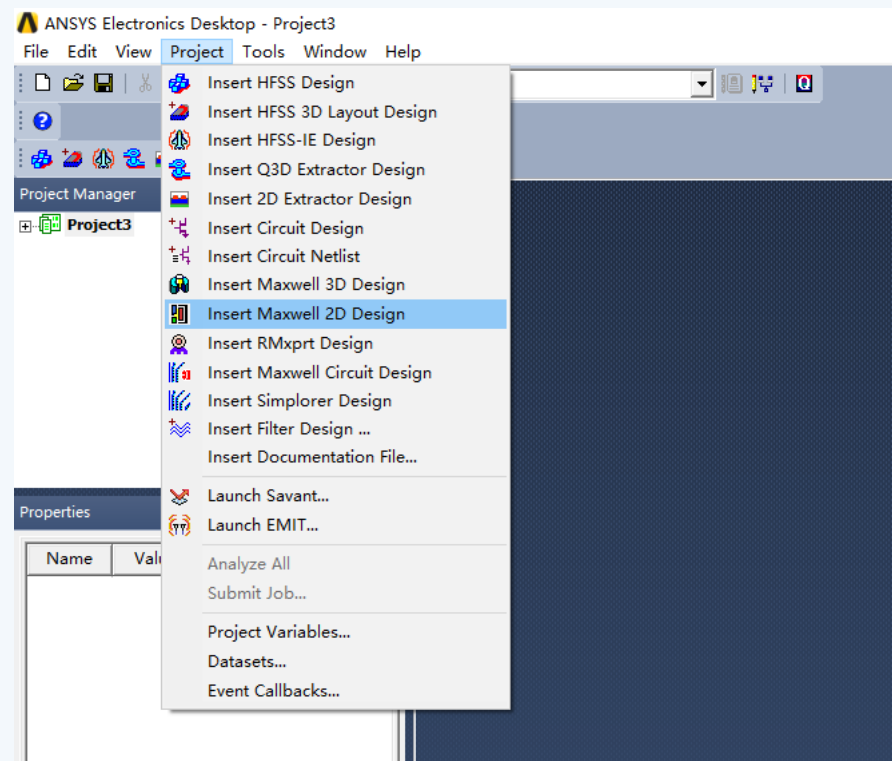 ANSYS Electronics Desktop - Project3
File Edit View Project Tools Window Help
Insert HFSS Design
Insert HFSS 3D Layout Design
Insert HFSS-IE Design
Insert Q3D Extractor Design
Insert 2D Extractor Design
Insert Circuit Design
Insert Circuit Netlist
Insert Maxwell 3D Design
Insert Maxwell 2D Design
Insert RMxprt Design
Insert Maxwell Circuit Design
Insert Simplorer Design
Insert Filter Design ...
Insert Documentation File...
Launch Savant...
Launch EMIT...
Analyze All
Submit Job...
Project Variables...
Datasets...
Event Callbacks...
Project Manager
Project3
Properties
Name Valu